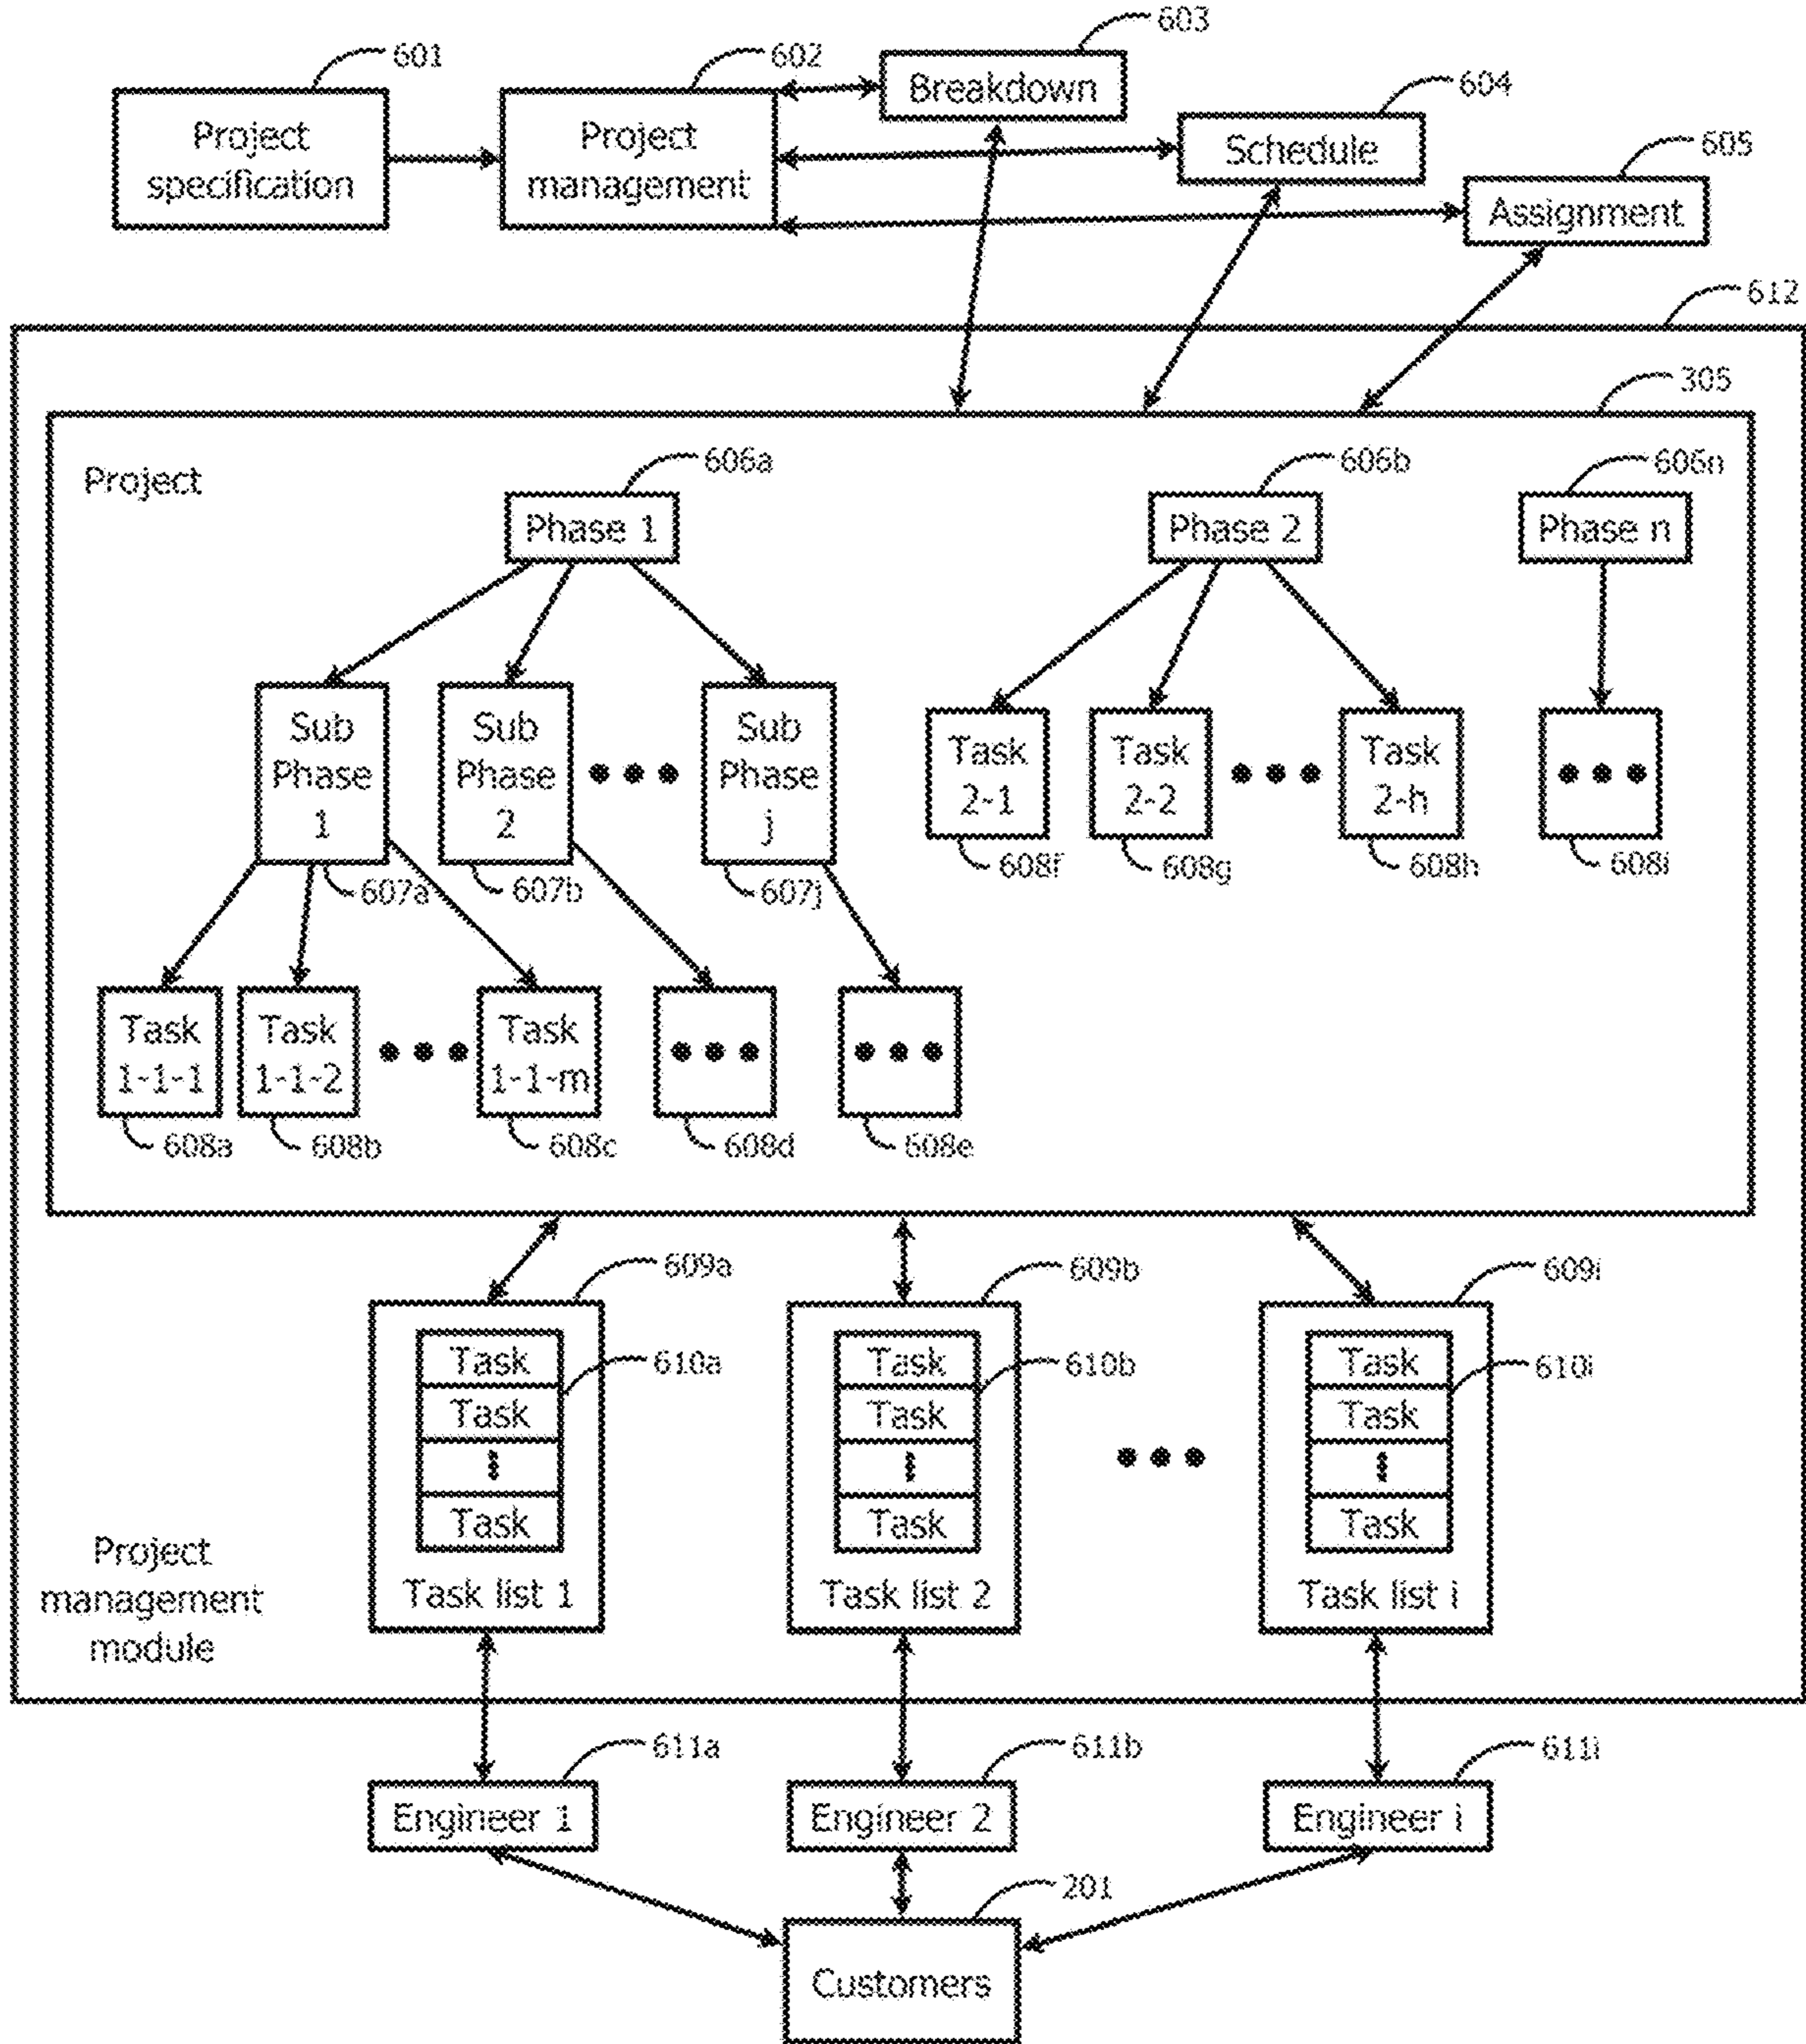 601
602
603
604
605
Project
specification
Project
management
Breakdown
Schedule
Assignment
612
305
Project
606a
606b
606n
Phase 1
Phase 2
Phase n
Sub
Phase
1
Sub
Phase
2
Sub
Phase
j
Task
2-1
Task
2-2
Task
2-h
607a
607b
607j
608f
608g
608h
608i
Task
1-1-1
Task
1-1-2
Task
1-1-m
608a
608b
608c
608d
608e
609a
609b
609i
Task
Task
Task
610a
Task list 1
Task
Task
Task
610b
Task list 2
Task
Task
Task
610i
Task list i
Project
management
module
611a
611b
611i
Engineer 1
Engineer 2
Engineer i
201
Customers